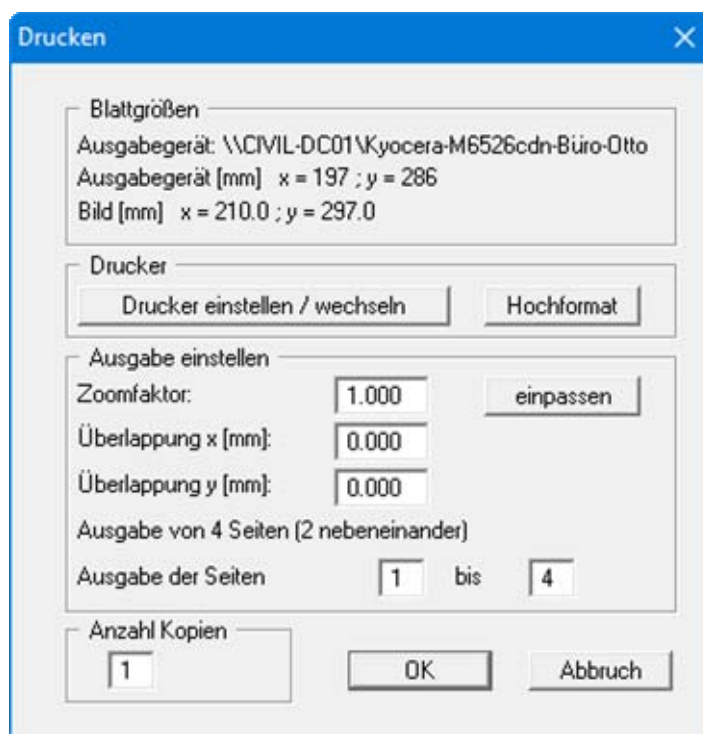 Drucken
Blattgrößen
Ausgabegerät: \\CIVIL-DC01\Kyocera-M6526cdn-Büro-Otto
Ausgabegerät [mm] x = 197 ; y = 286
Bild [mm] x = 210.0 ; y = 297.0
Drucker
Drucker einstellen / wechseln Hochformat
Ausgabe einstellen
Zoomfaktor: 1.000 einpassen
Überlappung x [mm]: 0.000
Überlappung y [mm]: 0.000
Ausgabe von 4 Seiten (2 nebeneinander)
Ausgabe der Seiten 1 bis 4
Anzahl Kopien
1 OK Abbruch